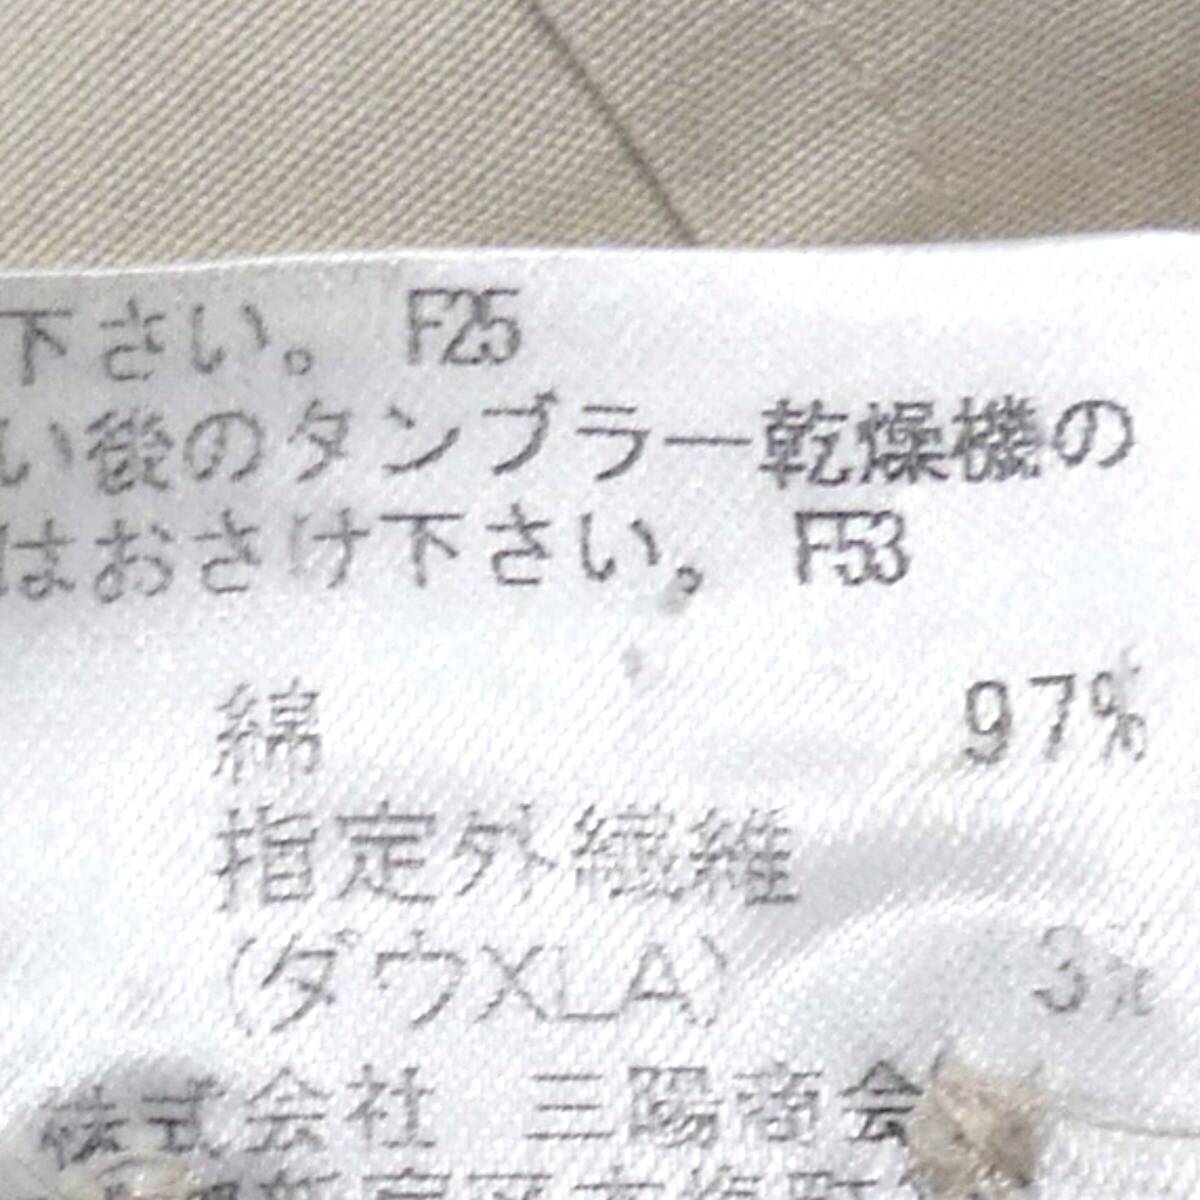 下さい。 F25
い後のタンブラー乾燥機の
はおさけ下さい。 F53
綿 97%
指定外繊維
(ダウXLA) 3%
株式会社 三陽商会